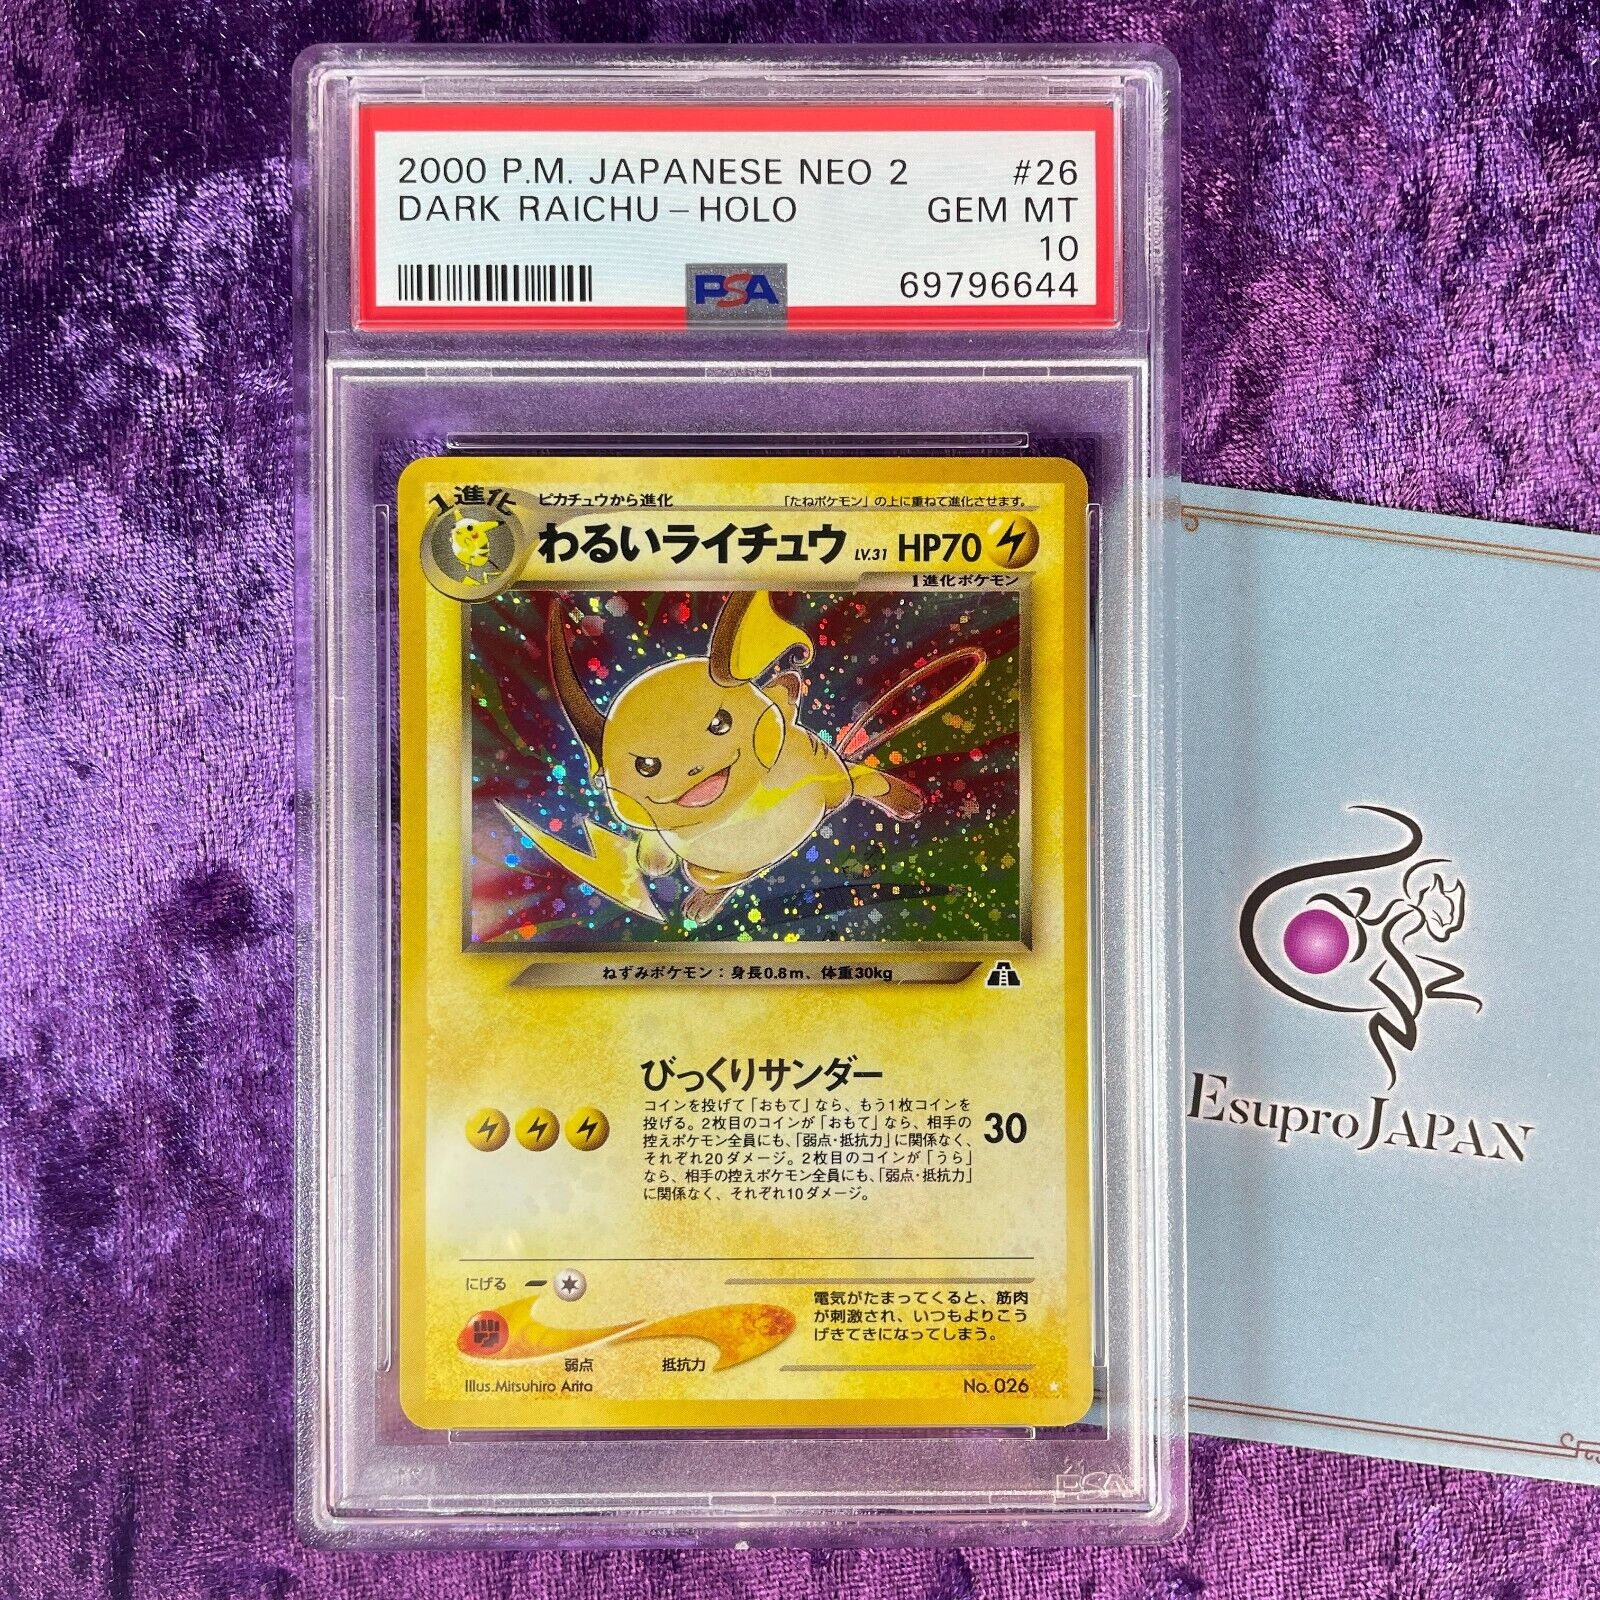 2000 P.M. JAPANESE NEO 2 #26
DARK RAICHU-HOLO GEM MT
10
PSA 69796644
1進化 ピカチュウから進化 「たねポケモン」の上に重ねて進化させます。
わるいライチュウ LV.31 HP70
1進化ポケモン
ねずみポケモン：身長0.8m、体重30kg
びっくりサンダー
コインを投げて「おもて」なら、もう1枚コインを
投げる。2枚目のコインが「おもて」なら、相手の
控えポケモン全員にも、「弱点・抵抗力」に関係なく、
それぞれ20ダメージ。2枚目のコインが「うら」
なら、相手の控えポケモン全員にも、「弱点・抵抗力」
に関係なく、それぞれ10ダメージ。
30
にげる
電気がたまってくると、筋肉
が刺激され、いつもよりこう
げきてきになってしまう。
弱点 抵抗力
Illus.Mitsuhiro Arita No. 026
PSA
EsuproJAPAN